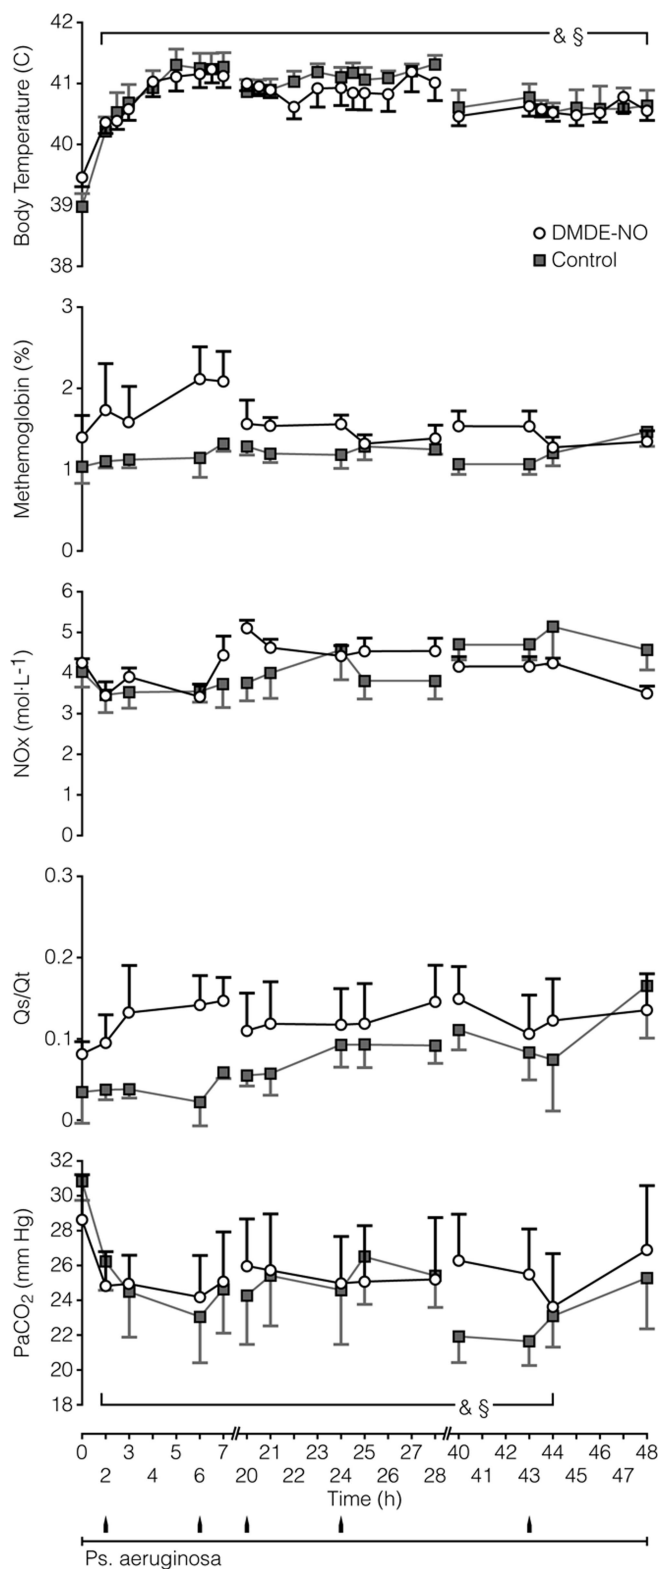 Body Temperature (C)
42
41
40
39
38
& §
DMDE-NO
Control
Methemoglobin (%)
3
2
1
0
NOx (mol·L-1)
6
5
4
3
2
1
0
Qs/Qt
0.3
0.2
0.1
0
PaCO2 (mm Hg)
32
30
28
26
24
22
20
18
& §
0 3 5 7 21 23 25 27 40 42 44 46 48
2 4 6 20 22 24 28 41 43 45 47
Time (h)
Ps. aeruginosa